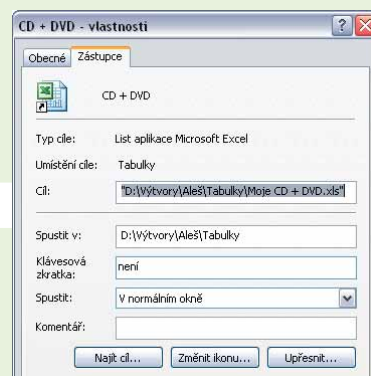 CD + DVD - vlastnosti
Obecné Zástupce
CD + DVD
Typ cíle: List aplikace Microsoft Excel
Umístění cíle: Tabulky
Cíl: "D:\Výtvory\Aleš\Tabulky\Moje CD + DVD.xls"
Spustit v: D:\Výtvory\Aleš\Tabulky
Klávesová
zkratka: není
Spustit: V normálním okně
Komentář:
Najít cíl... Změnit ikonu... Upřesnit...